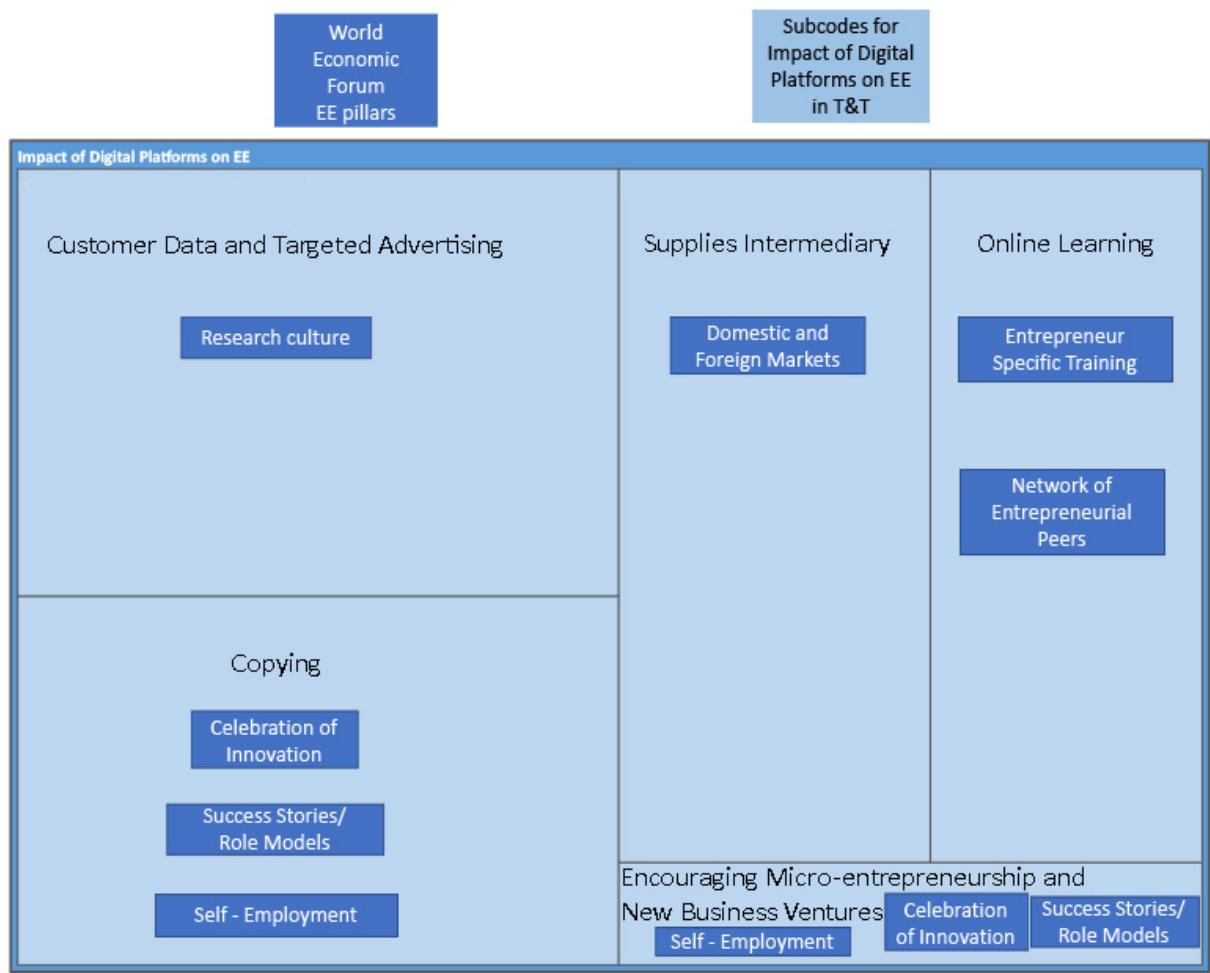 World
Economic
Forum
EE pillars
Subcodes for
Impact of Digital
Platforms on EE
in T&T
Impact of Digital Platforms on EE
Customer Data and Targeted Advertising
Research culture
Supplies Intermediary
Domestic and
Foreign Markets
Online Learning
Entrepreneur
Specific Training
Network of
Entrepreneurial
Peers
Copying
Celebration of
Innovation
Success Stories/
Role Models
Self - Employment
Encouraging Micro-entrepreneurship and
New Business Ventures
Self - Employment
Celebration
of Innovation
Success Stories/
Role Models